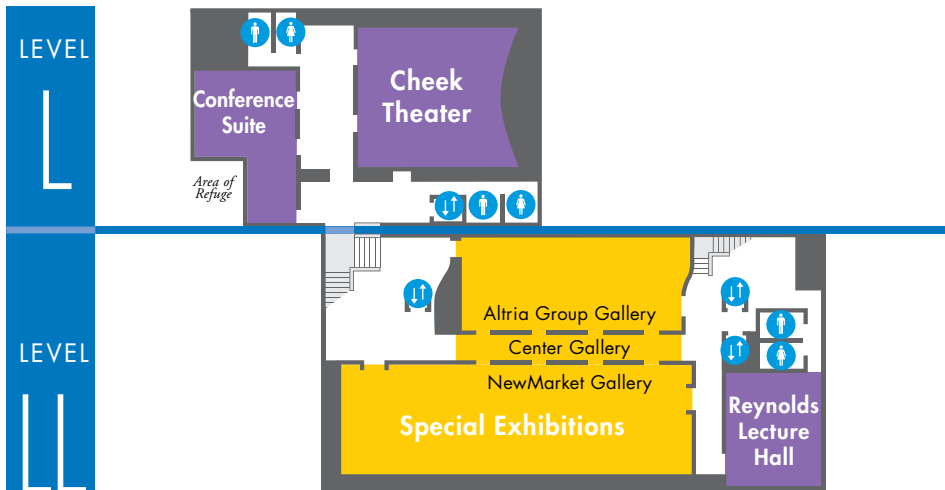 LEVEL
L
Conference
Suite
Cheek
Theater
Area of
Refuge
LEVEL
LL
Altria Group Gallery
Center Gallery
NewMarket Gallery
Special Exhibitions
Reynolds
Lecture
Hall